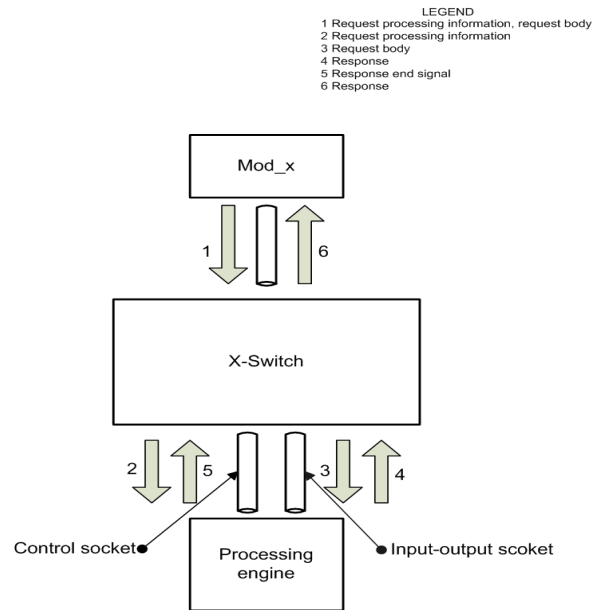 LEGEND
1 Request processing information, request body
2 Request processing information
3 Request body
4 Response
5 Response end signal
6 Response
Mod_x
1
6
X-Switch
2
5
3
4
Control socket
Input-output scoket
Processing
engine